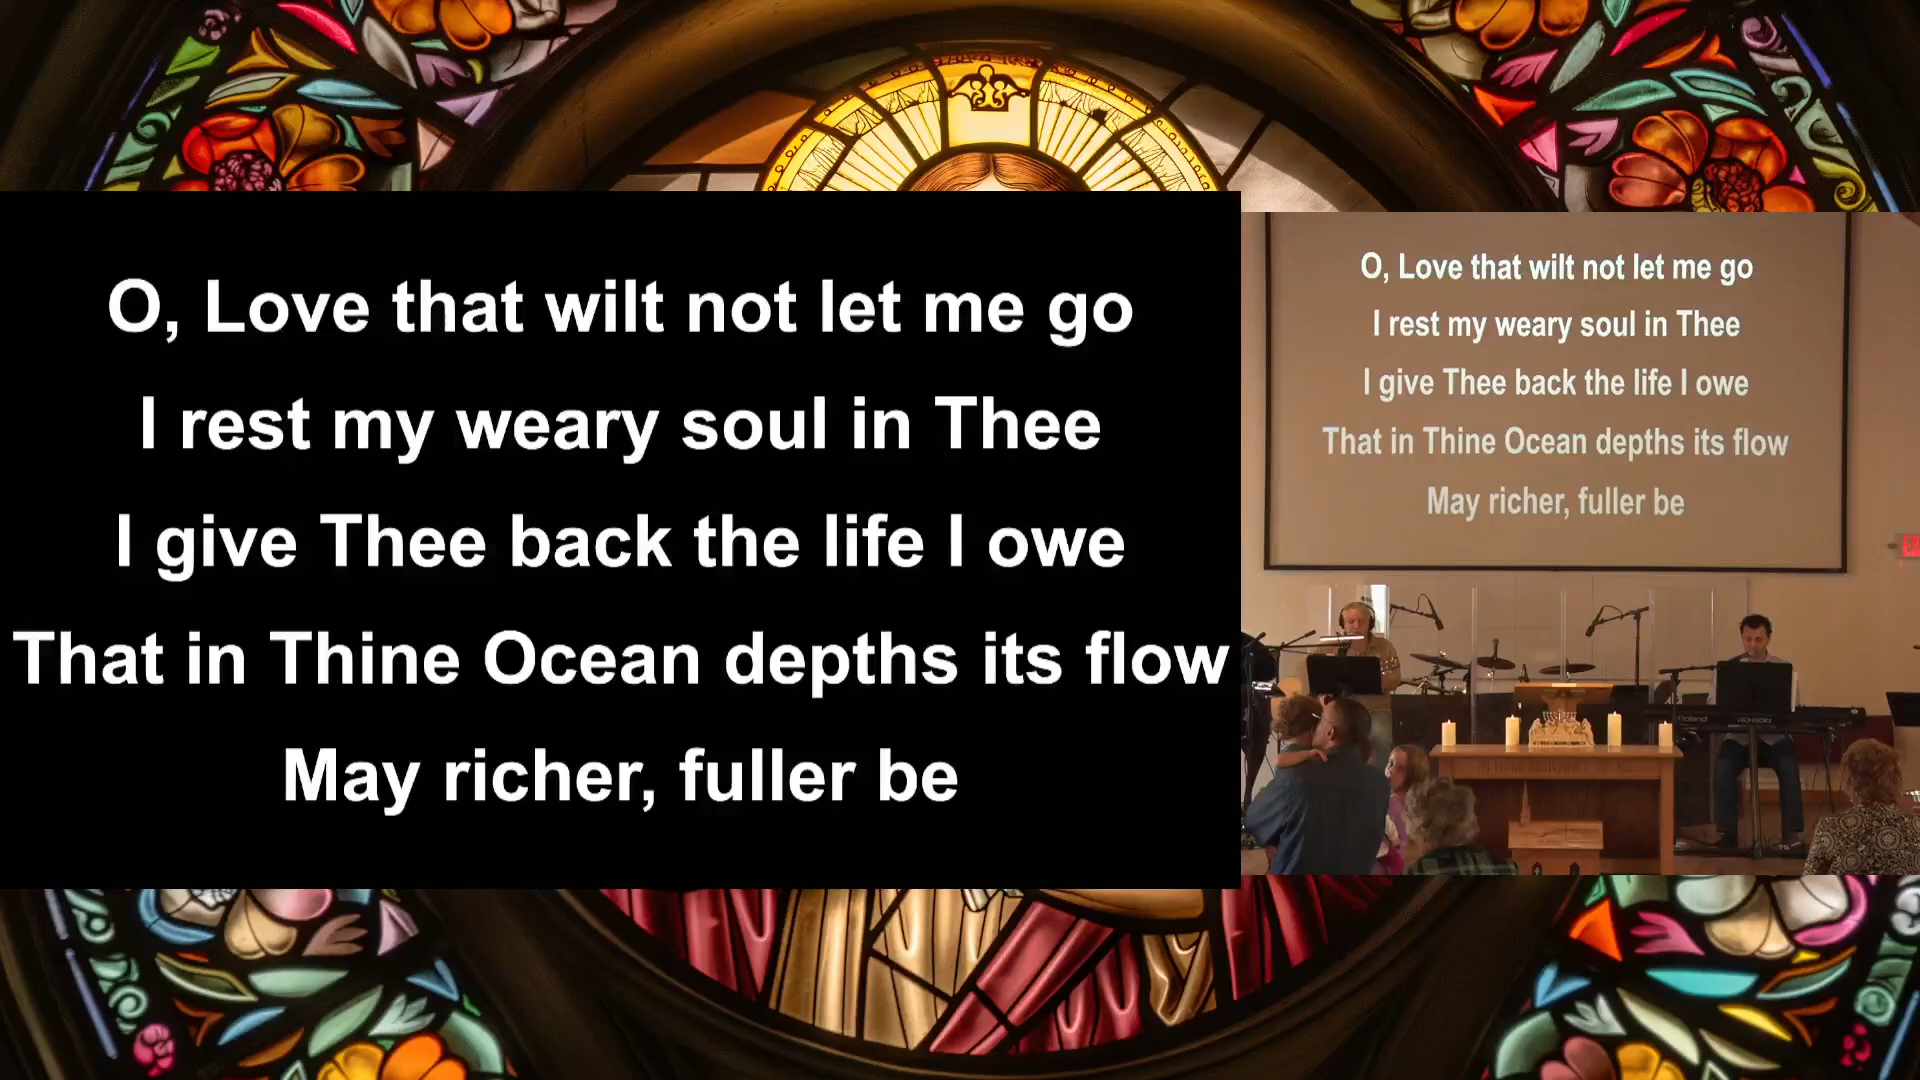 O, Love that wilt not let me go
I rest my weary soul in Thee
I give Thee back the life I owe
That in Thine Ocean depths its flow
May richer, fuller be
O, Love that wilt not let me go
I rest my weary soul in Thee
I give Thee back the life I owe
That in Thine Ocean depths its flow
May richer, fuller be
Roland